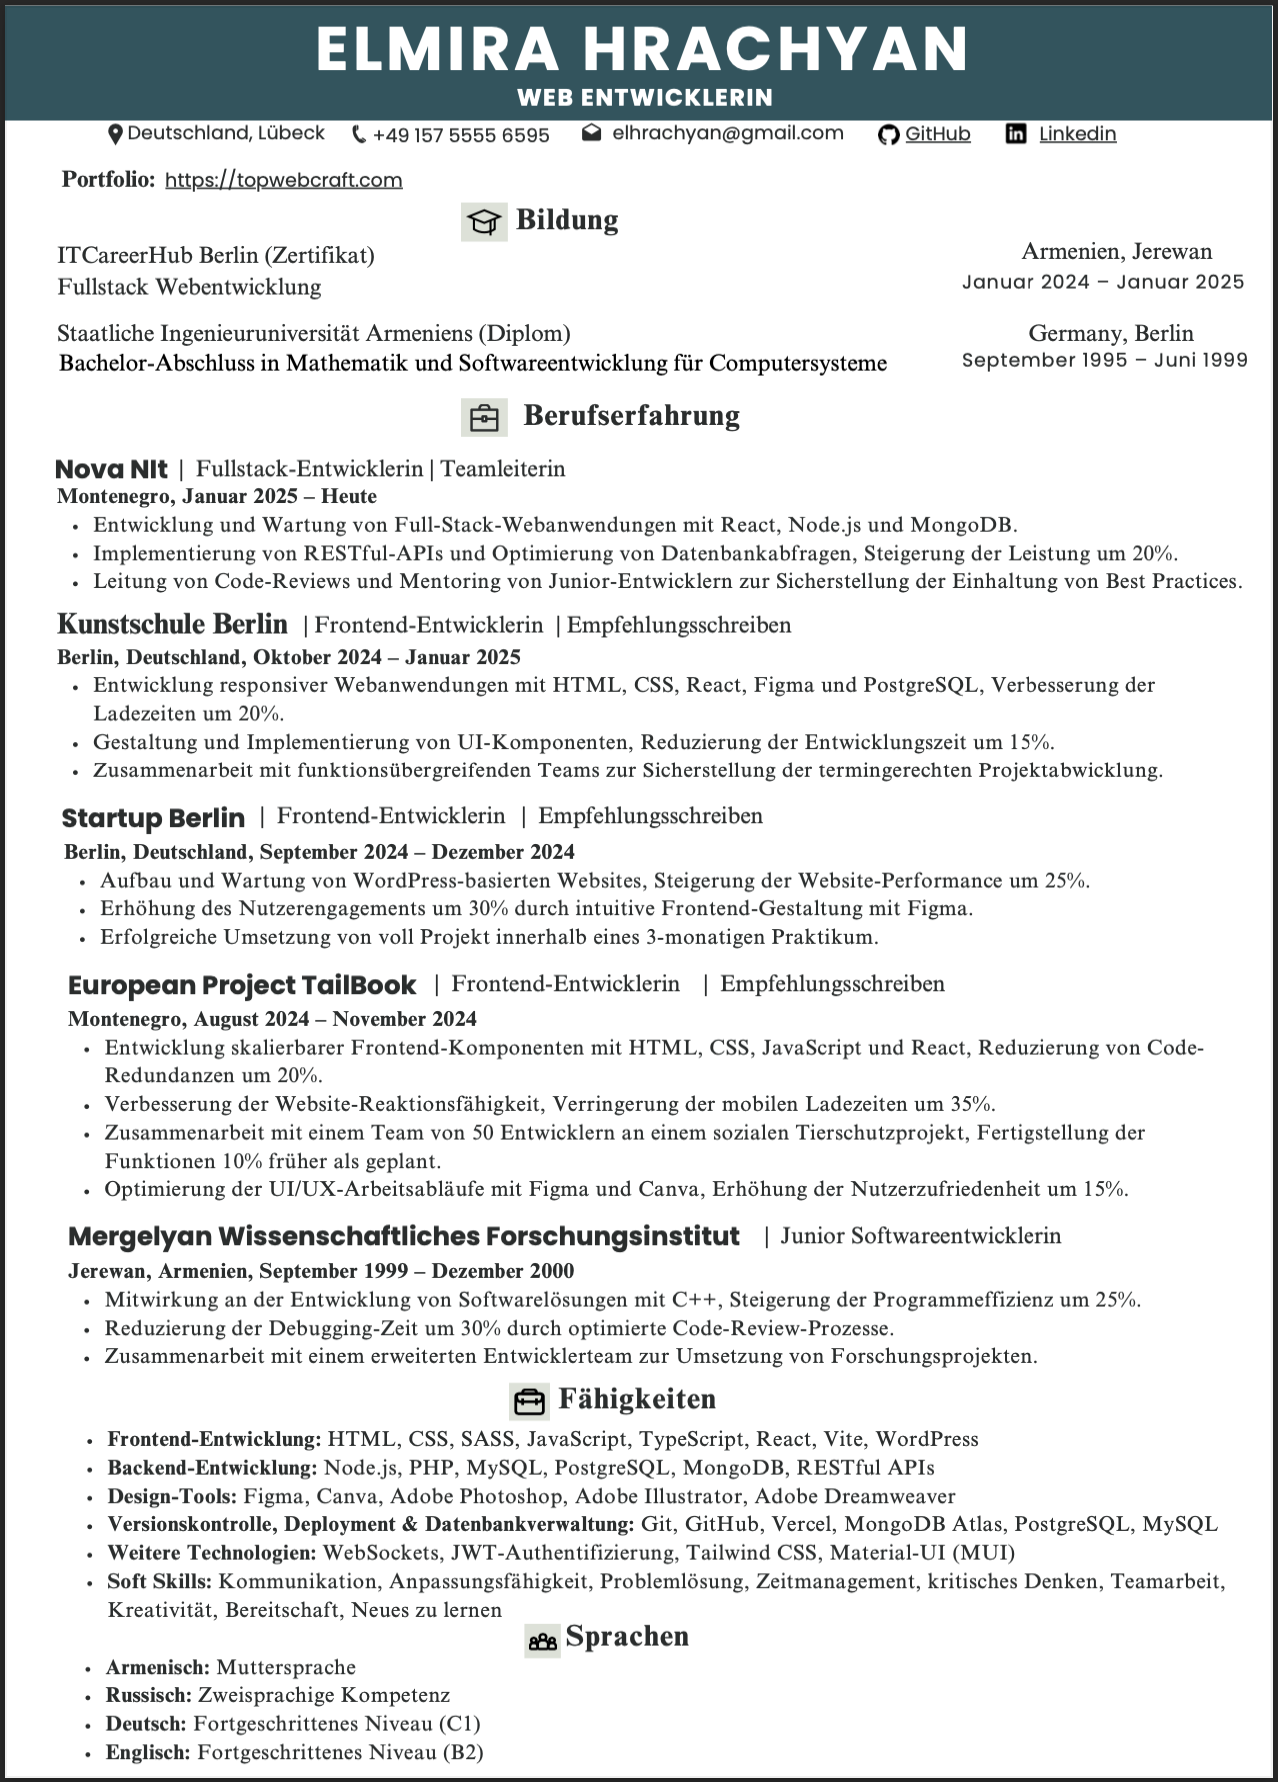 ELMIRA HRACHYAN
WEB ENTWICKLERIN
Deutschland, Lübeck +49 157 5555 6595 elhrachyan@gmail.com GitHub Linkedin
Portfolio: https://topwebcraft.com
Bildung
ITCareerHub Berlin (Zertifikat) Armenien, Jerewan
Fullstack Webentwicklung Januar 2024 – Januar 2025
Staatliche Ingenieuruniversität Armeniens (Diplom) Germany, Berlin
Bachelor-Abschluss in Mathematik und Softwareentwicklung für Computersysteme September 1995 – Juni 1999
Berufserfahrung
Nova NIt | Fullstack-Entwicklerin | Teamleiterin
Montenegro, Januar 2025 – Heute
• Entwicklung und Wartung von Full-Stack-Webanwendungen mit React, Node.js und MongoDB.
• Implementierung von RESTful-APIs und Optimierung von Datenbankabfragen, Steigerung der Leistung um 20%.
• Leitung von Code-Reviews und Mentoring von Junior-Entwicklern zur Sicherstellung der Einhaltung von Best Practices.
Kunstschule Berlin | Frontend-Entwicklerin | Empfehlungsschreiben
Berlin, Deutschland, Oktober 2024 – Januar 2025
• Entwicklung responsiver Webanwendungen mit HTML, CSS, React, Figma und PostgreSQL, Verbesserung der
Ladezeiten um 20%.
• Gestaltung und Implementierung von UI-Komponenten, Reduzierung der Entwicklungszeit um 15%.
• Zusammenarbeit mit funktionsübergreifenden Teams zur Sicherstellung der termingerechten Projektabwicklung.
Startup Berlin | Frontend-Entwicklerin | Empfehlungsschreiben
Berlin, Deutschland, September 2024 – Dezember 2024
• Aufbau und Wartung von WordPress-basierten Websites, Steigerung der Website-Performance um 25%.
• Erhöhung des Nutzerengagements um 30% durch intuitive Frontend-Gestaltung mit Figma.
• Erfolgreiche Umsetzung von voll Projekt innerhalb eines 3-monatigen Praktikum.
European Project TailBook | Frontend-Entwicklerin | Empfehlungsschreiben
Montenegro, August 2024 – November 2024
• Entwicklung skalierbarer Frontend-Komponenten mit HTML, CSS, JavaScript und React, Reduzierung von Code-
Redundanzen um 20%.
• Verbesserung der Website-Reaktionsfähigkeit, Verringerung der mobilen Ladezeiten um 35%.
• Zusammenarbeit mit einem Team von 50 Entwicklern an einem sozialen Tierschutzprojekt, Fertigstellung der
Funktionen 10% früher als geplant.
• Optimierung der UI/UX-Arbeitsabläufe mit Figma und Canva, Erhöhung der Nutzerzufriedenheit um 15%.
Mergelyan Wissenschaftliches Forschungsinstitut | Junior Softwareentwicklerin
Jerewan, Armenien, September 1999 – Dezember 2000
• Mitwirkung an der Entwicklung von Softwarelösungen mit C++, Steigerung der Programmeffizienz um 25%.
• Reduzierung der Debugging-Zeit um 30% durch optimierte Code-Review-Prozesse.
• Zusammenarbeit mit einem erweiterten Entwicklerteam zur Umsetzung von Forschungsprojekten.
Fähigkeiten
• Frontend-Entwicklung: HTML, CSS, SASS, JavaScript, TypeScript, React, Vite, WordPress
• Backend-Entwicklung: Node.js, PHP, MySQL, PostgreSQL, MongoDB, RESTful APIs
• Design-Tools: Figma, Canva, Adobe Photoshop, Adobe Illustrator, Adobe Dreamweaver
• Versionskontrolle, Deployment & Datenbankverwaltung: Git, GitHub, Vercel, MongoDB Atlas, PostgreSQL, MySQL
• Weitere Technologien: WebSockets, JWT-Authentifizierung, Tailwind CSS, Material-UI (MUI)
• Soft Skills: Kommunikation, Anpassungsfähigkeit, Problemlösung, Zeitmanagement, kritisches Denken, Teamarbeit,
Kreativität, Bereitschaft, Neues zu lernen
Sprachen
• Armenisch: Muttersprache
• Russisch: Zweisprachige Kompetenz
• Deutsch: Fortgeschrittenes Niveau (C1)
• Englisch: Fortgeschrittenes Niveau (B2)